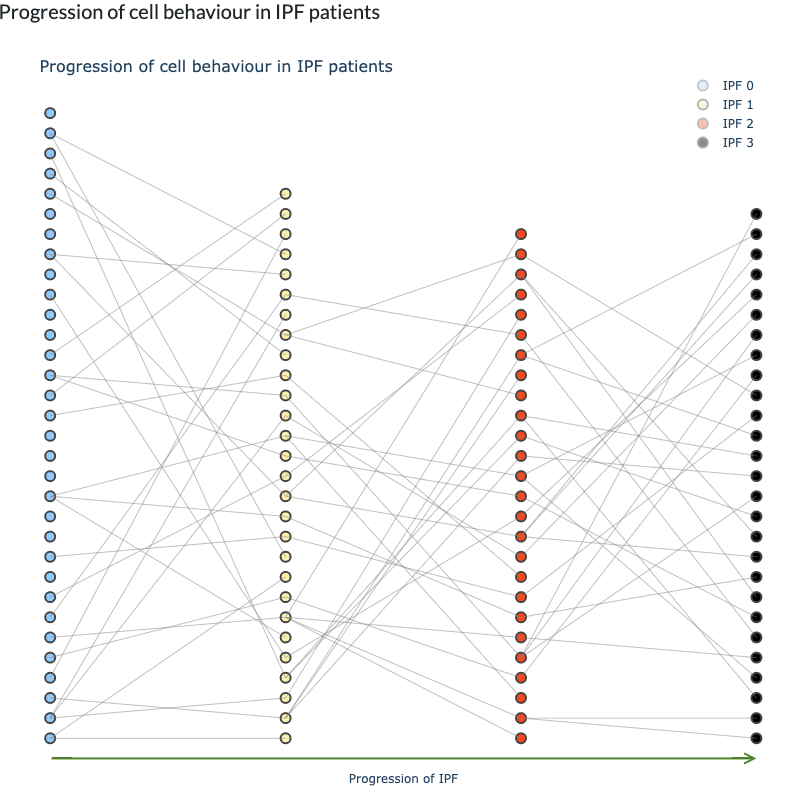 Progression of cell behaviour in IPF patients
Progression of cell behaviour in IPF patients
IPF 0
IPF 1
IPF 2
IPF 3
Progression of IPF